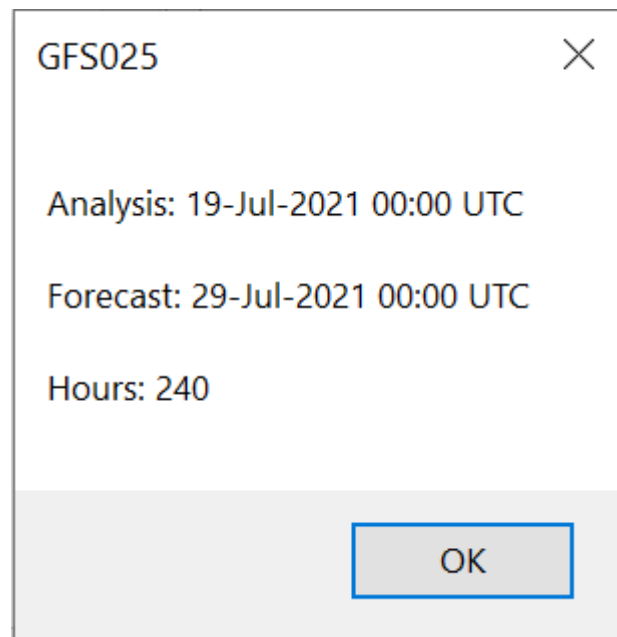 GFS025
Analysis: 19-Jul-2021 00:00 UTC
Forecast: 29-Jul-2021 00:00 UTC
Hours: 240
OK